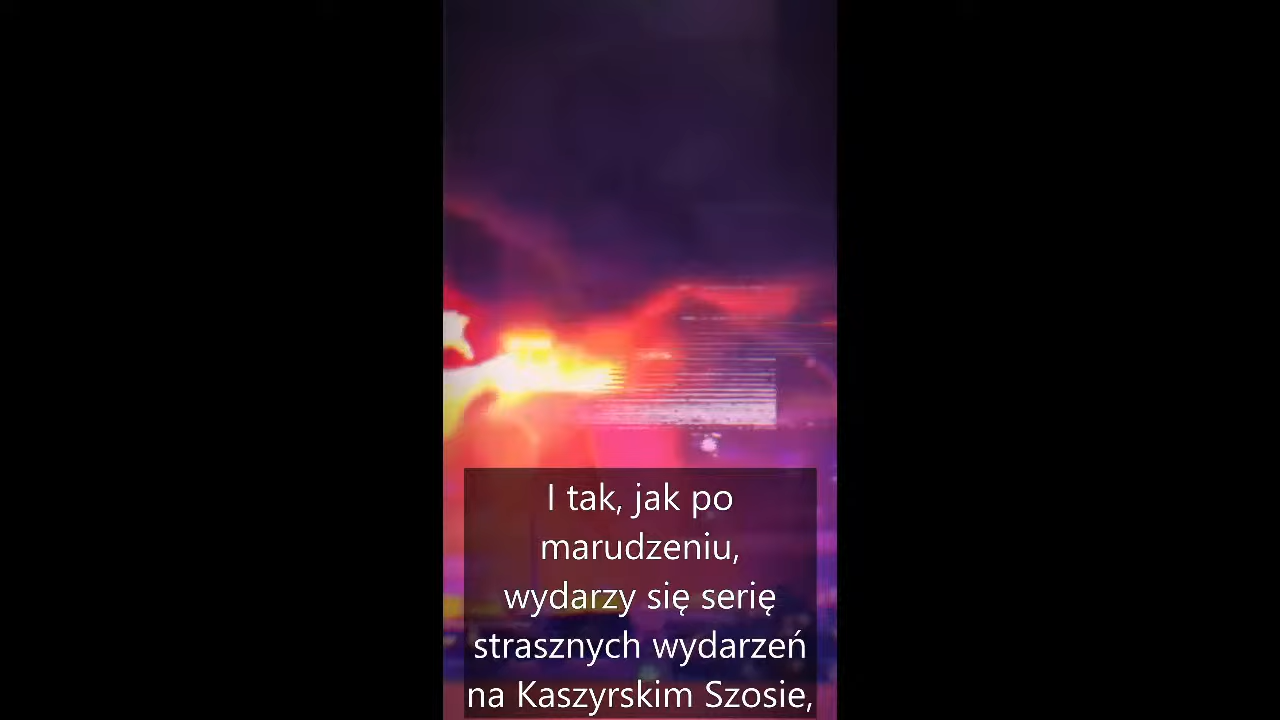 I tak, jak po
marudzeniu,
wydarzy się serię
strasznych wydarzeń
na Kaszyrskim Szosie,